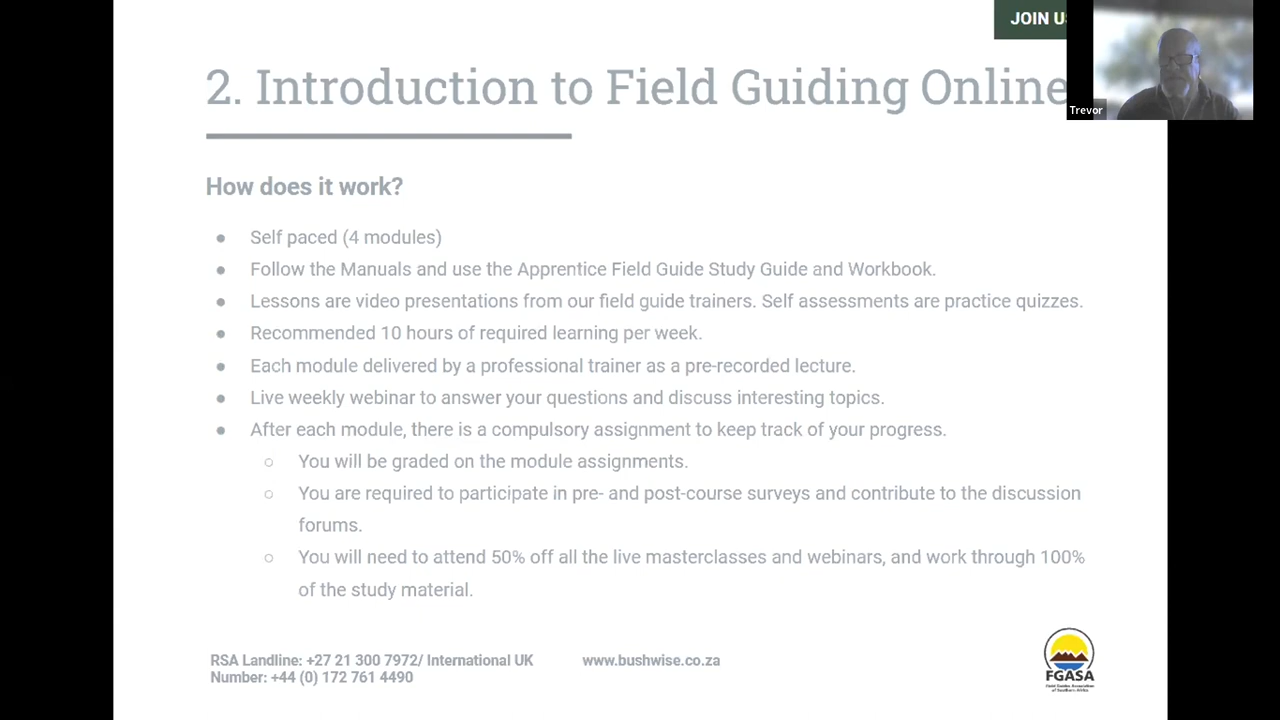 JOIN U
2. Introduction to Field Guiding Online
Trevor
How does it work?
● Self paced (4 modules)
● Follow the Manuals and use the Apprentice Field Guide Study Guide and Workbook.
● Lessons are video presentations from our field guide trainers. Self assessments are practice quizzes.
● Recommended 10 hours of required learning per week.
● Each module delivered by a professional trainer as a pre-recorded lecture.
● Live weekly webinar to answer your questions and discuss interesting topics.
● After each module, there is a compulsory assignment to keep track of your progress.
○ You will be graded on the module assignments.
○ You are required to participate in pre- and post-course surveys and contribute to the discussion
forums.
○ You will need to attend 50% off all the live masterclasses and webinars, and work through 100%
of the study material.
RSA Landline: +27 21 300 7972/ International UK
Number: +44 (0) 172 761 4490
www.bushwise.co.za
FGASA
Field Guides Association
of Southern Africa